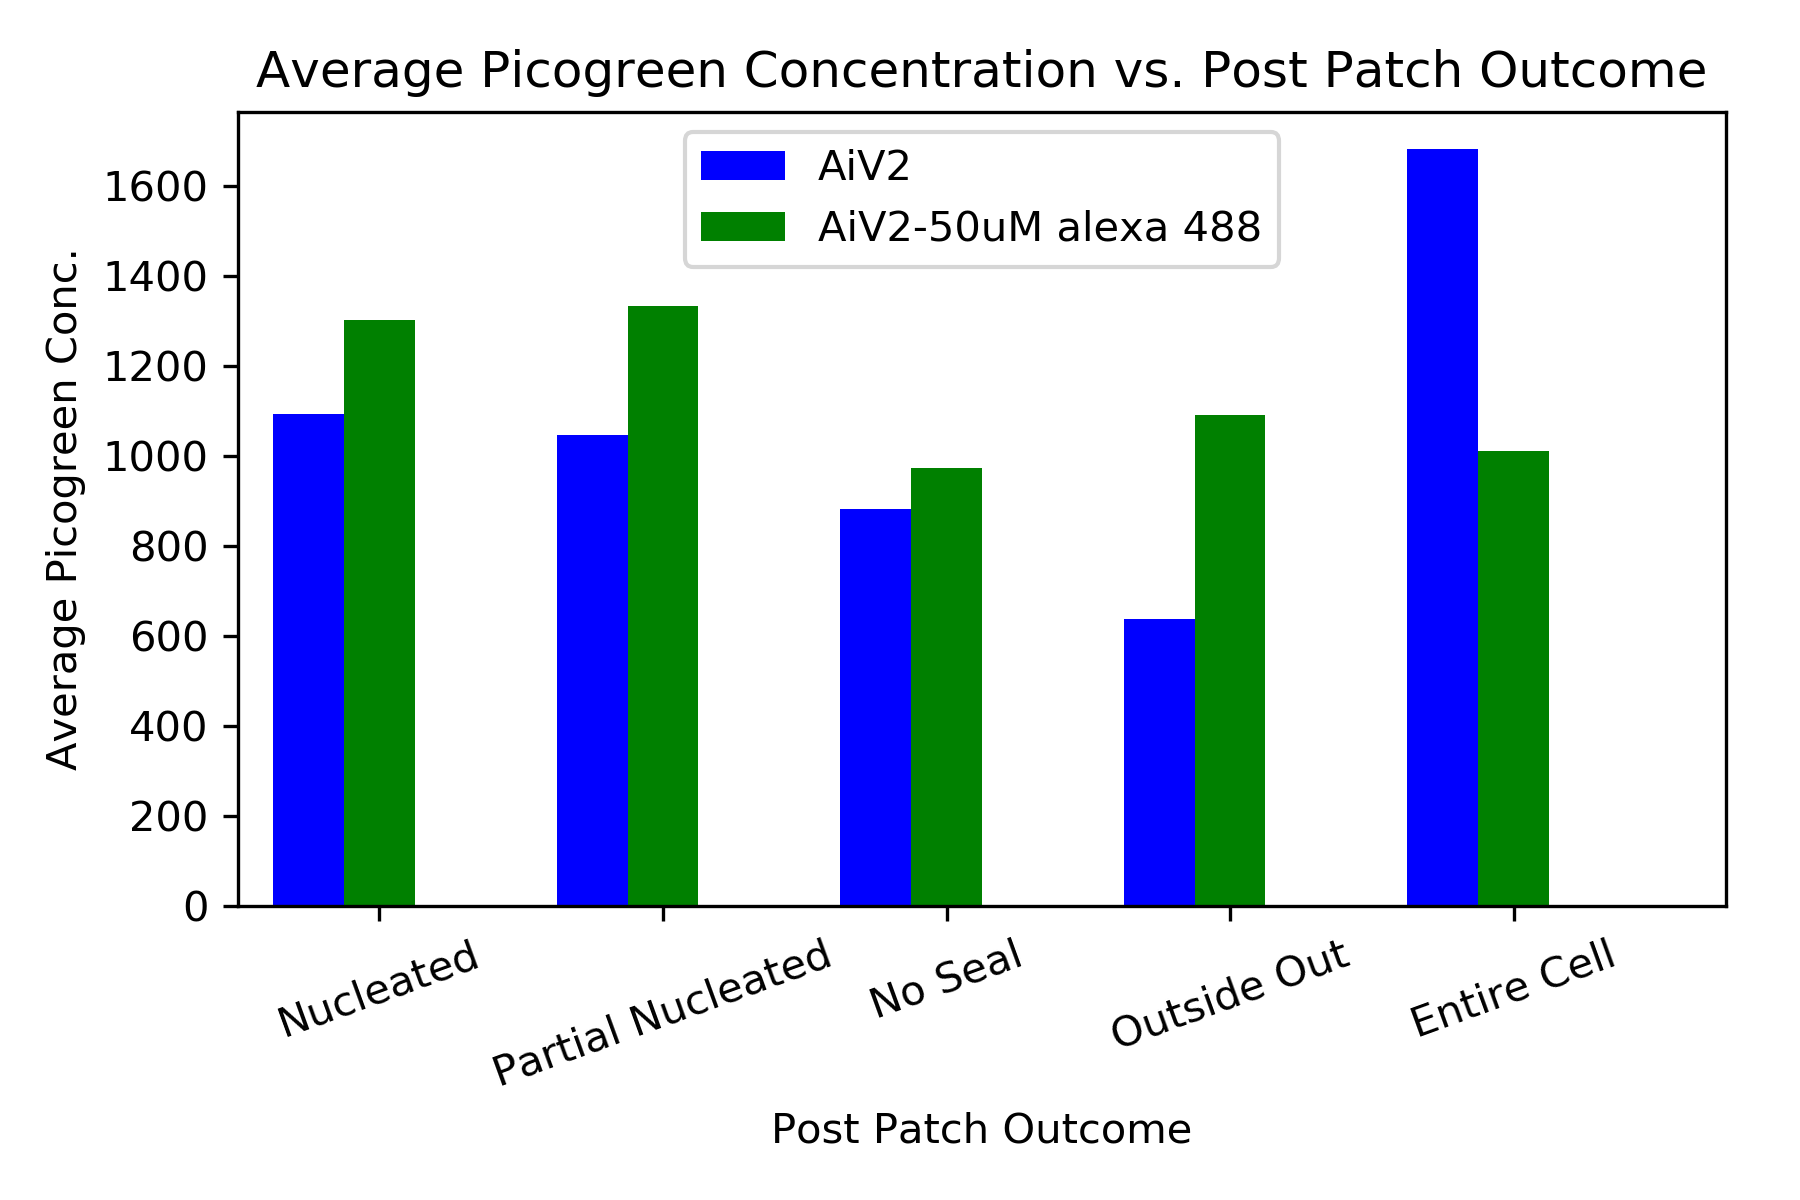 Average Picogreen Concentration vs. Post Patch Outcome
AiV2
AiV2-50uM alexa 488
Average Picogreen Conc.
1600
1400
1200
1000
800
600
400
200
0
Nucleated
Partial Nucleated
No Seal
Outside Out
Entire Cell
Post Patch Outcome